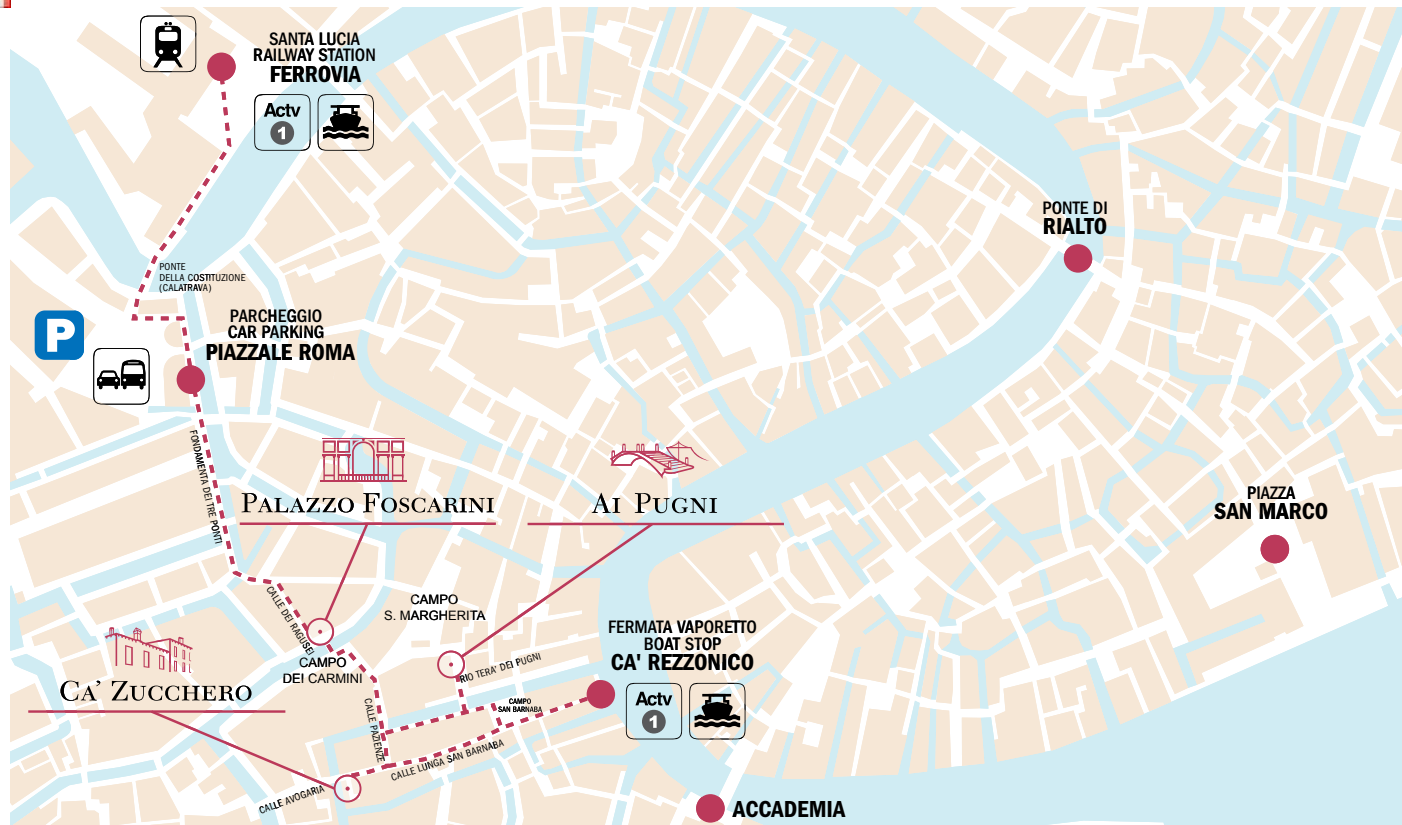 SANTA LUCIA
RAILWAY STATION
FERROVIA
Actv
1
PONTE DI
RIALTO
PONTE
DELLA COSTITUZIONE
(CALATRAVA)
P
PARCHEGGIO
CAR PARKING
PIAZZALE ROMA
FONDAMENTA DEI TRE PONTI
PALAZZO FOSCARINI
AI PUGNI
PIAZZA
SAN MARCO
CALLE DEI RAGUSEI
CAMPO
S. MARGHERITA
FERMATA VAPORETTO
BOAT STOP
CA' REZZONICO
Actv
1
CAMPO
DEI CARMINI
RIO TERA' DEI PUGNI
CA' ZUCCHERO
CALLE PAZIENZE
CAMPO
SAN BARNABA
CALLE LUNGA SAN BARNABA
CALLE AVOGARIA
ACCADEMIA